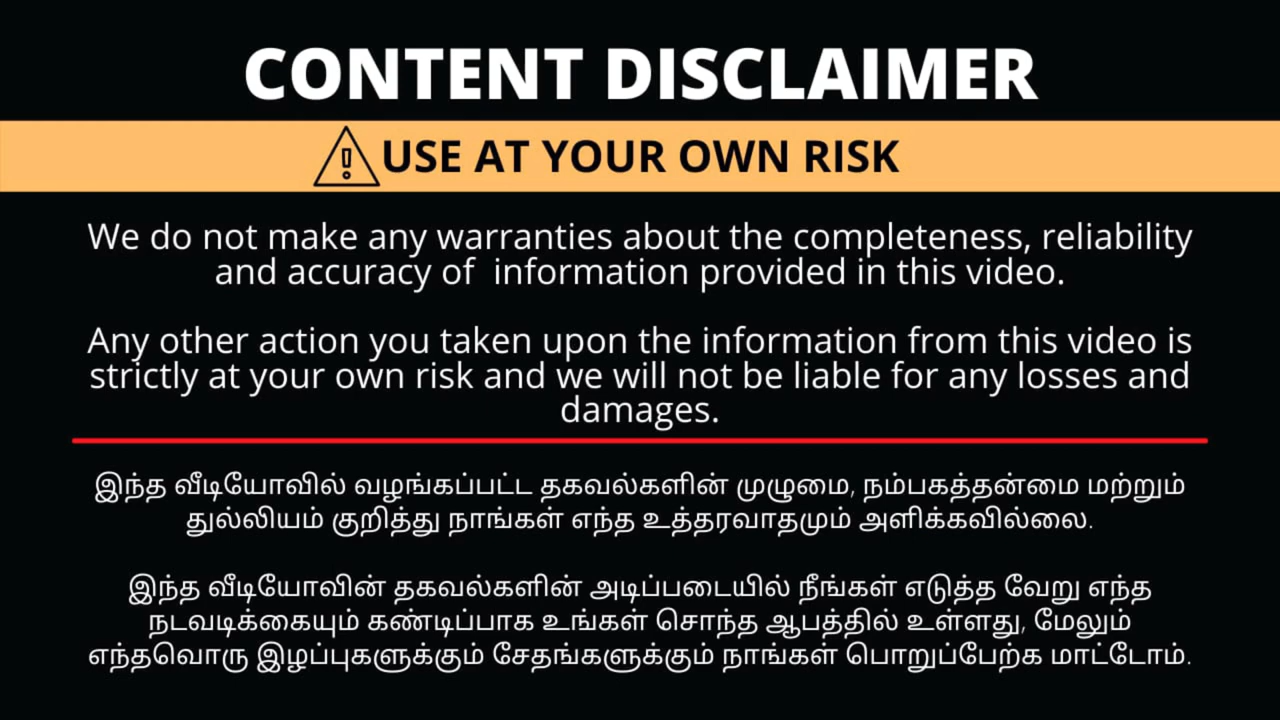 CONTENT DISCLAIMER
USE AT YOUR OWN RISK
We do not make any warranties about the completeness, reliability
and accuracy of information provided in this video.
Any other action you taken upon the information from this video is
strictly at your own risk and we will not be liable for any losses and
damages.
இந்த வீடியோவில் வழங்கப்பட்ட தகவல்களின் முழுமை, நம்பகத்தன்மை மற்றும்
துல்லியம் குறித்து நாங்கள் எந்த உத்தரவாதமும் அளிக்கவில்லை.
இந்த வீடியோவின் தகவல்களின் அடிப்படையில் நீங்கள் எடுத்த வேறு எந்த
நடவடிக்கையும் கண்டிப்பாக உங்கள் சொந்த ஆபத்தில் உள்ளது, மேலும்
எந்தவொரு இழப்புகளுக்கும் சேதங்களுக்கும் நாங்கள் பொறுப்பேற்க மாட்டோம்.